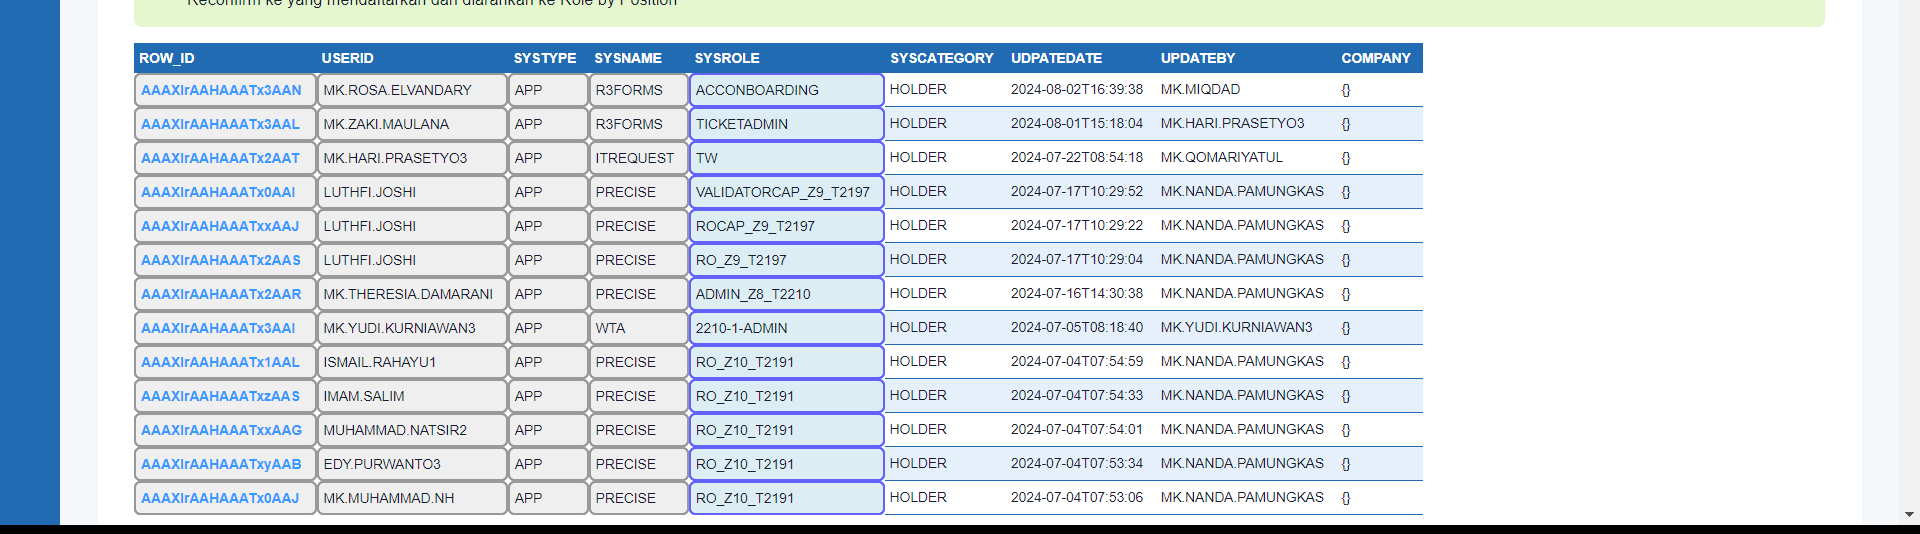 Reconfirm ke yang mendaftarkan dan diarahkan ke Role by Position
ROW_ID USERID SYSTYPE SYSNAME SYSROLE SYSCATEGORY UDPATEDATE UPDATEBY COMPANY
AAAXIrAAHAAATx3AAN MK.ROSA.ELVANDARY APP R3FORMS ACCONBOARDING HOLDER 2024-08-02T16:39:38 MK.MIQDAD {}
AAAXIrAAHAAATx3AAL MK.ZAKI.MAULANA APP R3FORMS TICKETADMIN HOLDER 2024-08-01T15:18:04 MK.HARI.PRASETYO3 {}
AAAXIrAAHAAATx2AAT MK.HARI.PRASETYO3 APP ITREQUEST TW HOLDER 2024-07-22T08:54:18 MK.QOMARIYATUL {}
AAAXIrAAHAAATx0AAI LUTHFI.JOSHI APP PRECISE VALIDATORCAP_Z9_T2197 HOLDER 2024-07-17T10:29:52 MK.NANDA.PAMUNGKAS {}
AAAXIrAAHAAATxxAAJ LUTHFI.JOSHI APP PRECISE ROCAP_Z9_T2197 HOLDER 2024-07-17T10:29:22 MK.NANDA.PAMUNGKAS {}
AAAXIrAAHAAATx2AAS LUTHFI.JOSHI APP PRECISE RO_Z9_T2197 HOLDER 2024-07-17T10:29:04 MK.NANDA.PAMUNGKAS {}
AAAXIrAAHAAATx2AAR MK.THERESIA.DAMARANI APP PRECISE ADMIN_Z8_T2210 HOLDER 2024-07-16T14:30:38 MK.NANDA.PAMUNGKAS {}
AAAXIrAAHAAATx3AAI MK.YUDI.KURNIAWAN3 APP WTA 2210-1-ADMIN HOLDER 2024-07-05T08:18:40 MK.YUDI.KURNIAWAN3 {}
AAAXIrAAHAAATx1AAL ISMAIL.RAHAYU1 APP PRECISE RO_Z10_T2191 HOLDER 2024-07-04T07:54:59 MK.NANDA.PAMUNGKAS {}
AAAXIrAAHAAATxzAAS IMAM.SALIM APP PRECISE RO_Z10_T2191 HOLDER 2024-07-04T07:54:33 MK.NANDA.PAMUNGKAS {}
AAAXIrAAHAAATxxAAG MUHAMMAD.NATSIR2 APP PRECISE RO_Z10_T2191 HOLDER 2024-07-04T07:54:01 MK.NANDA.PAMUNGKAS {}
AAAXIrAAHAAATxyAAB EDY.PURWANTO3 APP PRECISE RO_Z10_T2191 HOLDER 2024-07-04T07:53:34 MK.NANDA.PAMUNGKAS {}
AAAXIrAAHAAATx0AAJ MK.MUHAMMAD.NH APP PRECISE RO_Z10_T2191 HOLDER 2024-07-04T07:53:06 MK.NANDA.PAMUNGKAS {}